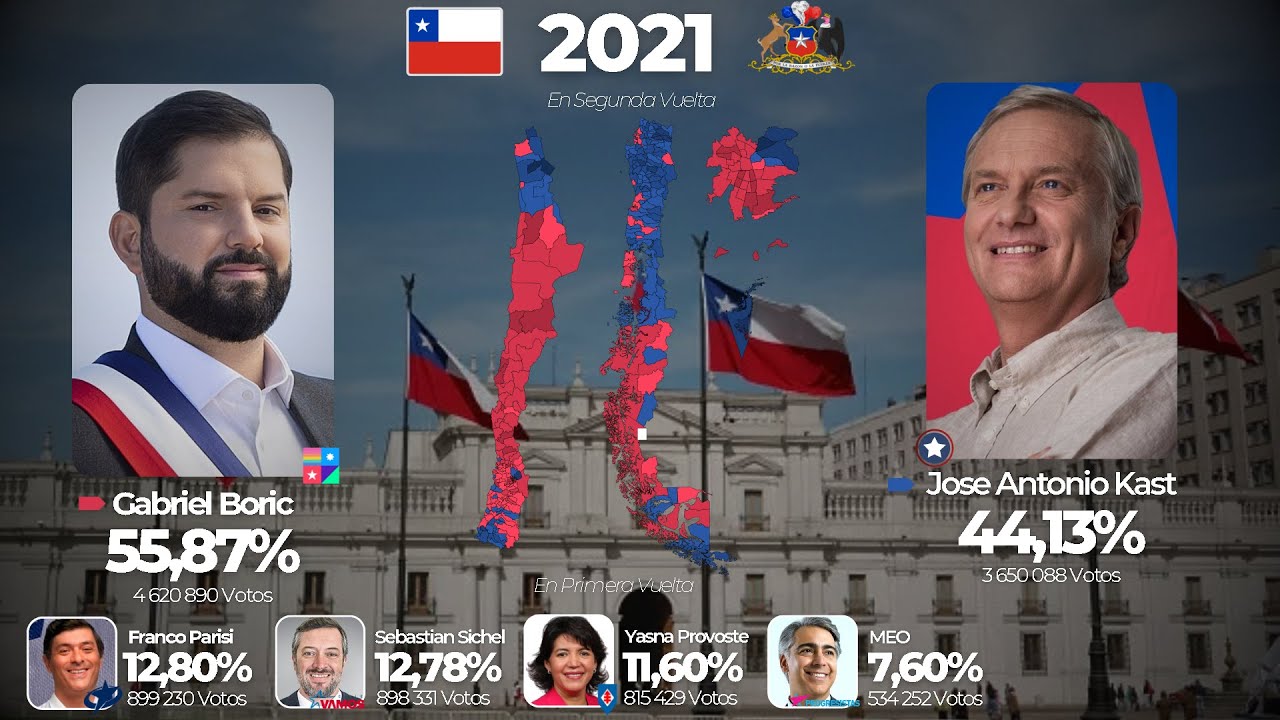 2021
En Segunda Vuelta
Gabriel Boric
55,87%
4 620 890 Votos
Jose Antonio Kast
44,13%
3 650 088 Votos
En Primera Vuelta
Franco Parisi
12,80%
899 230 Votos
Sebastian Sichel
12,78%
898 331 Votos
VAMOS
Yasna Provoste
11,60%
815 429 Votos
MEO
7,60%
534 252 Votos
PROGRESISTAS